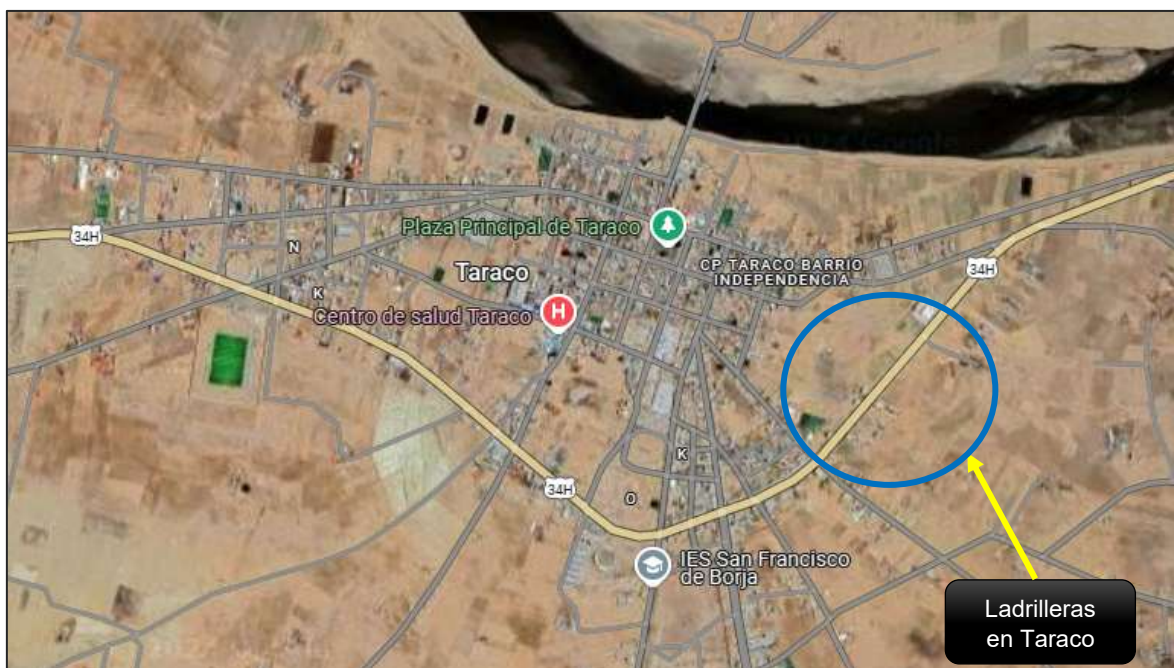 Plaza Principal de Taraco
34H
N
Taraco
CP TARACO BARRIO
INDEPENDENCIA
34H
K
Centro de salud Taraco
H
K
34H
O
IES San Francisco
de Borja
Ladrilleras
en Taraco